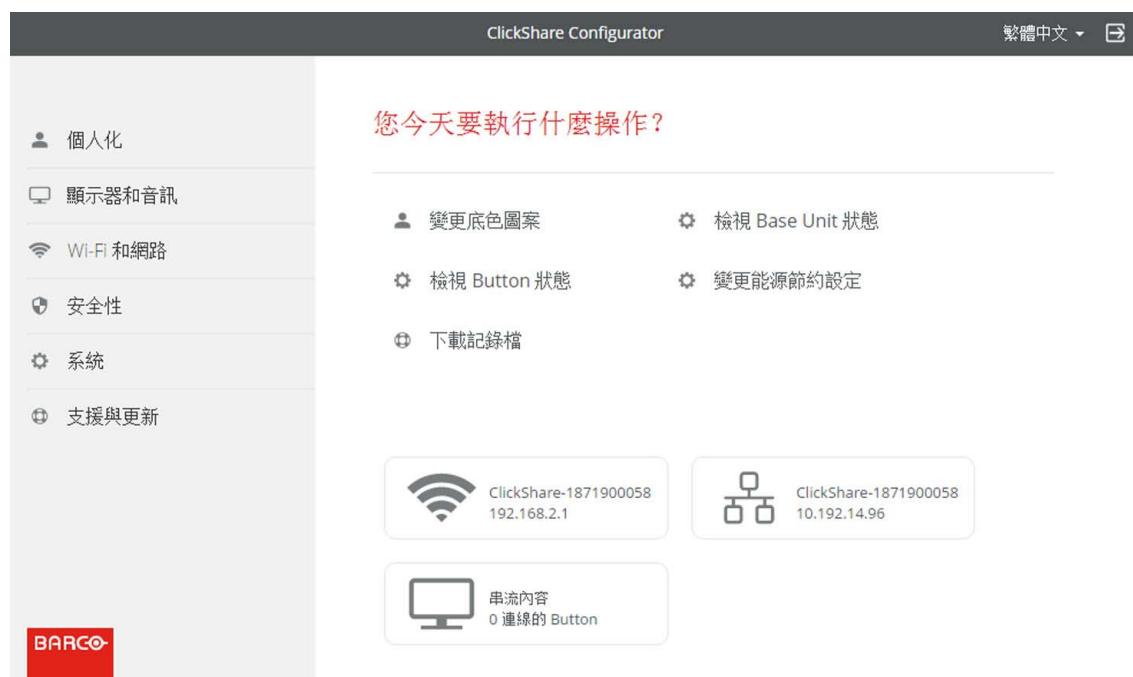 ClickShare Configurator
繁體中文
個人化
顯示器和音訊
Wi-Fi 和網路
安全性
系統
支援與更新
BARCO
您今天要執行什麼操作?
變更底色圖案
檢視 Base Unit 狀態
檢視 Button 狀態
變更能源節約設定
下載記錄檔
ClickShare-1871900058
192.168.2.1
ClickShare-1871900058
10.192.14.96
串流內容
0 連線的 Button